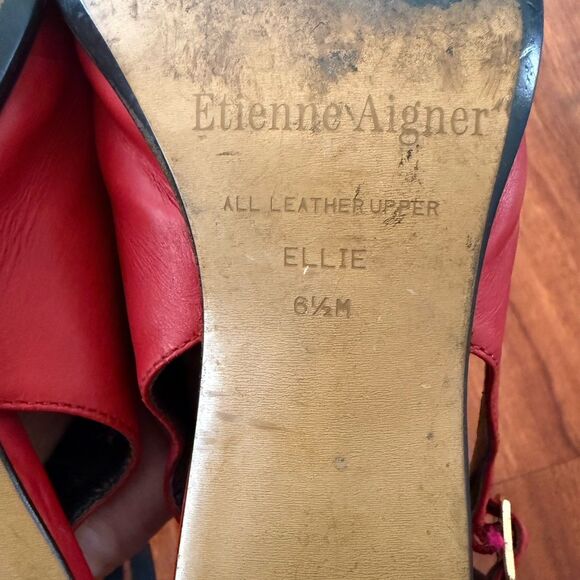 Etienne Aigner
ALL LEATHER UPPER
ELLIE
6½M